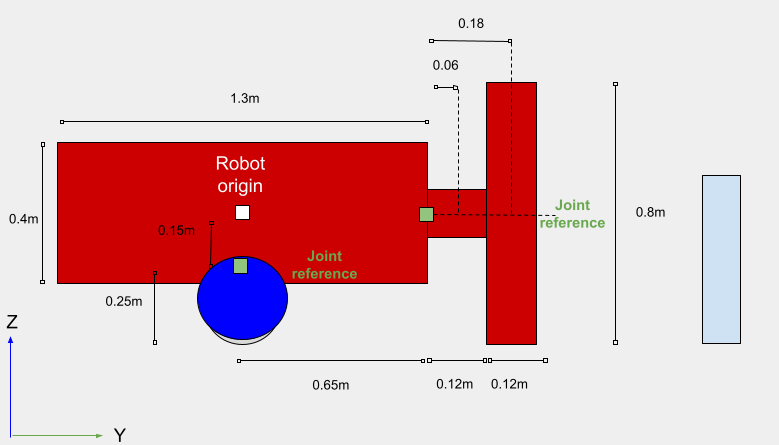 0.18
0.06
1.3m
Robot
origin
0.4m
0.15m
Joint
reference
0.8m
Joint
reference
0.25m
Z
0.65m
0.12m
0.12m
Y